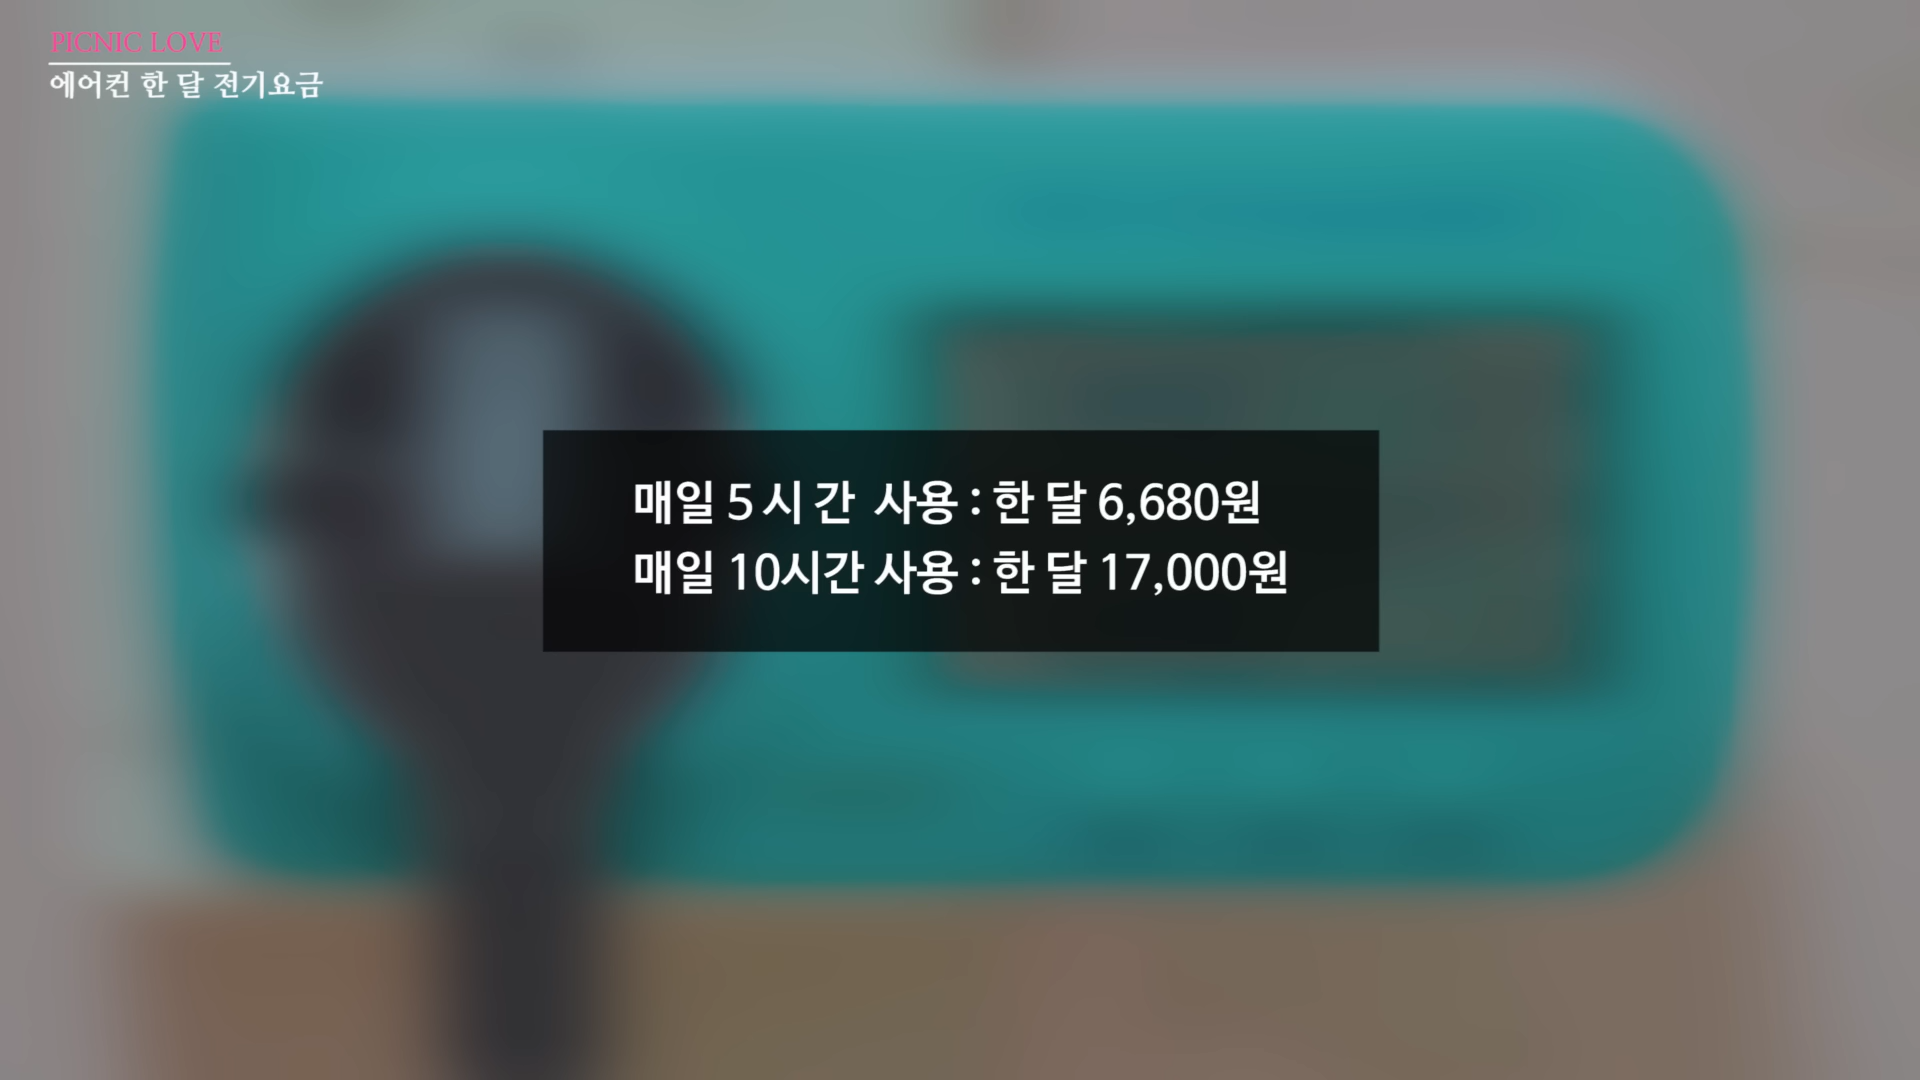 PICNIC LOVE
에어컨 한 달 전기요금
매일 5시간 사용 : 한 달 6,680원
매일 10시간 사용 : 한 달 17,000원